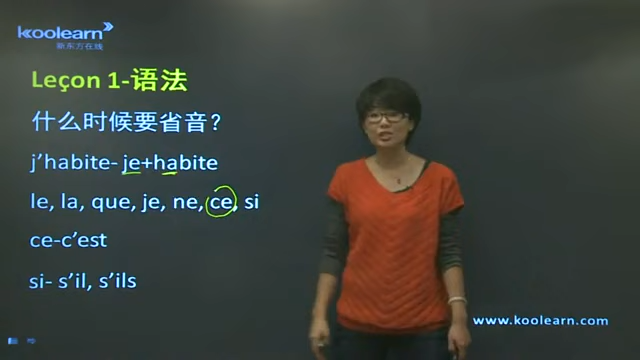 koolearn
新东方在线
Leçon 1-语法
什么时候要省音？
j’habite- je+habite
le, la, que, je, ne, ce, si
ce-c’est
si- s’il, s’ils
www.koolearn.com